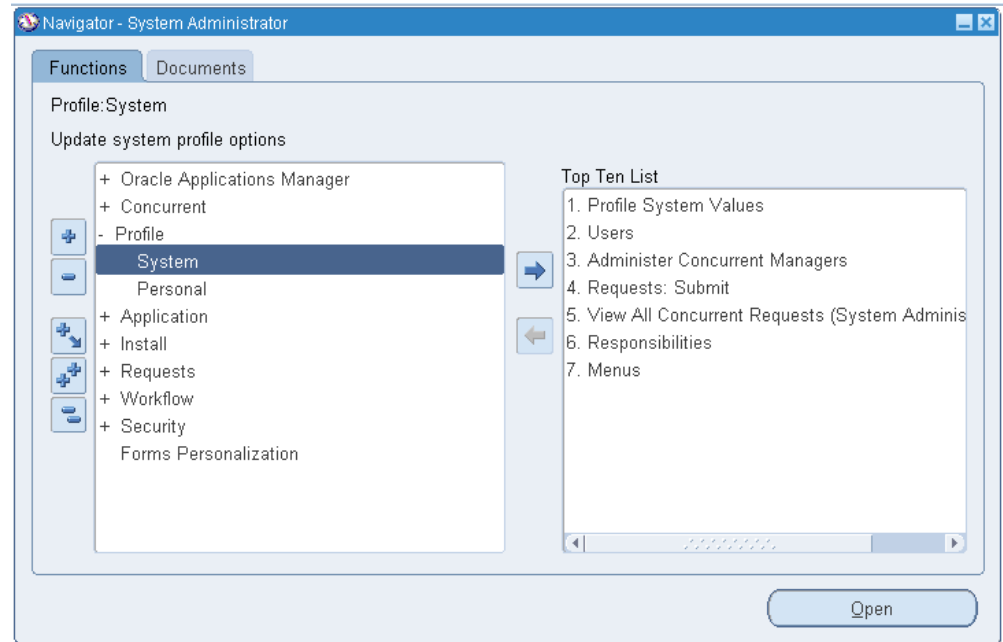 Navigator - System Administrator
Functions
Documents
Profile:System
Update system profile options
+ Oracle Applications Manager
+ Concurrent
- Profile
System
Personal
+ Application
+ Install
+ Requests
+ Workflow
+ Security
Forms Personalization
Top Ten List
1. Profile System Values
2. Users
3. Administer Concurrent Managers
4. Requests: Submit
5. View All Concurrent Requests (System Adminis
6. Responsibilities
7. Menus
Open